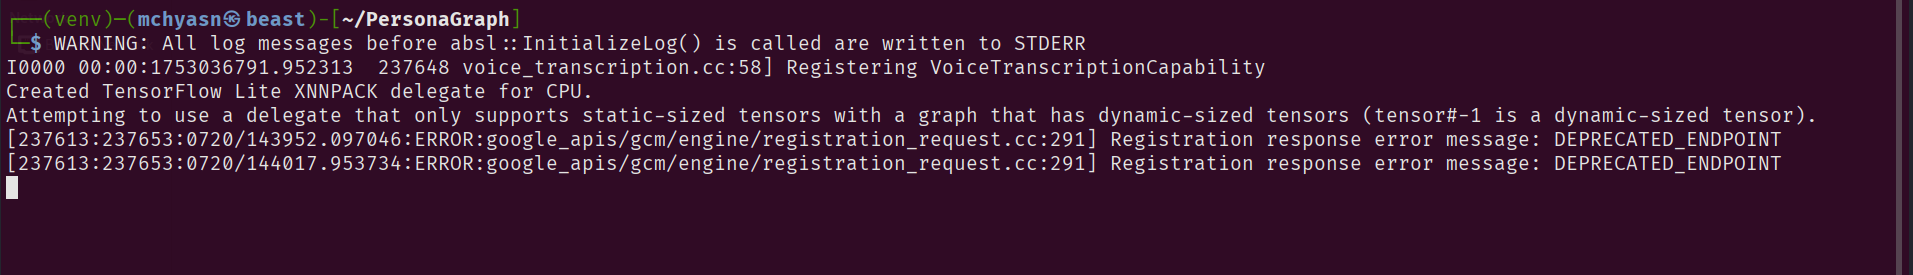 ┌──(venv)─(mchyasn㉿beast)-[~/PersonaGraph]
└─$ WARNING: All log messages before absl::InitializeLog() is called are written to STDERR
I0000 00:00:1753036791.952313  237648 voice_transcription.cc:58] Registering VoiceTranscriptionCapability
Created TensorFlow Lite XNNPACK delegate for CPU.
Attempting to use a delegate that only supports static-sized tensors with a graph that has dynamic-sized tensors (tensor#-1 is a dynamic-sized tensor).
[237613:237653:0720/143952.097046:ERROR:google_apis/gcm/engine/registration_request.cc:291] Registration response error message: DEPRECATED_ENDPOINT
[237613:237653:0720/144017.953734:ERROR:google_apis/gcm/engine/registration_request.cc:291] Registration response error message: DEPRECATED_ENDPOINT